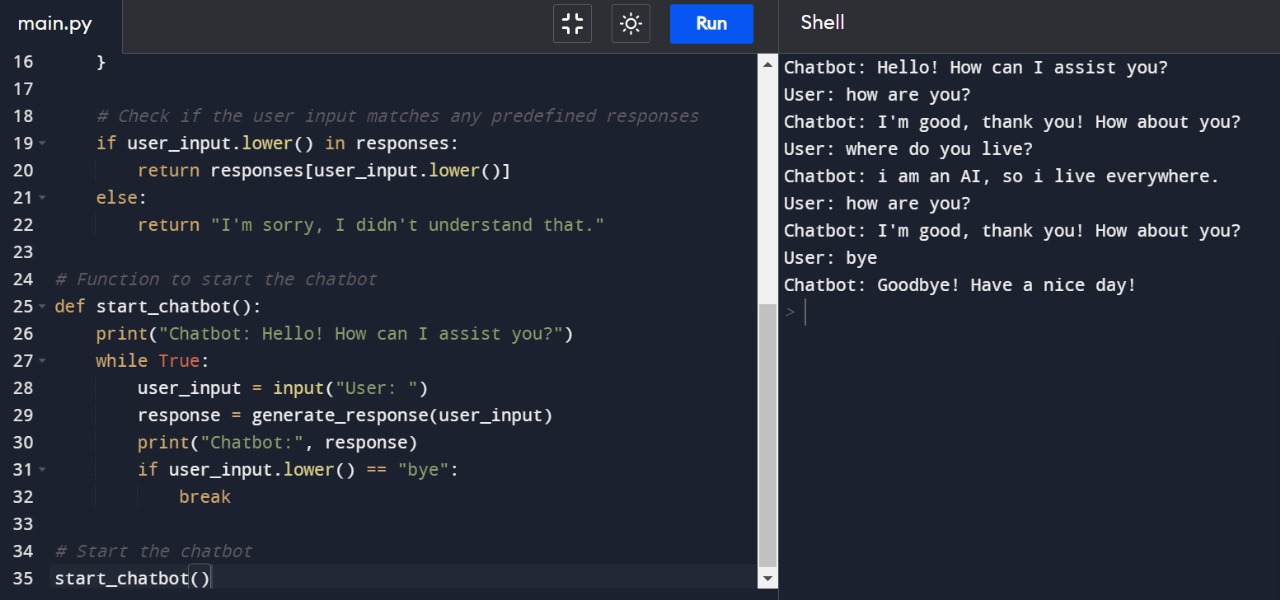 main.py
Run
16     }
17
18     # Check if the user input matches any predefined responses
19     if user_input.lower() in responses:
20         return responses[user_input.lower()]
21     else:
22         return "I'm sorry, I didn't understand that."
23
24 # Function to start the chatbot
25 def start_chatbot():
26     print("Chatbot: Hello! How can I assist you?")
27     while True:
28         user_input = input("User: ")
29         response = generate_response(user_input)
30         print("Chatbot:", response)
31         if user_input.lower() == "bye":
32             break
33
34 # Start the chatbot
35 start_chatbot()
Shell
Chatbot: Hello! How can I assist you?
User: how are you?
Chatbot: I'm good, thank you! How about you?
User: where do you live?
Chatbot: i am an AI, so i live everywhere.
User: how are you?
Chatbot: I'm good, thank you! How about you?
User: bye
Chatbot: Goodbye! Have a nice day!
>